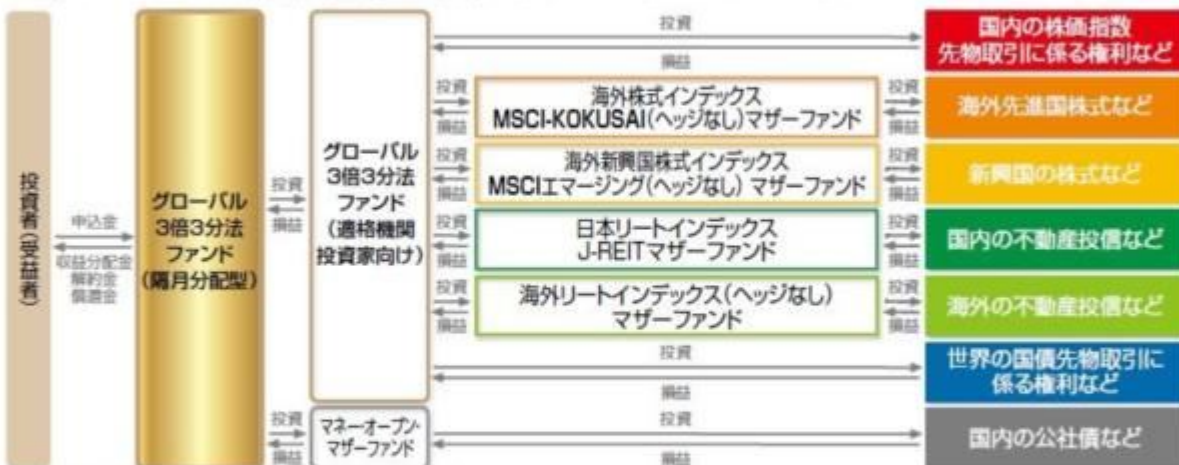 投資者(受益者)
申込金
収益分配金
解約金
償還金
グローバル
3倍3分法
ファンド
(隔月分配型)
投資
損益
グローバル
3倍3分法
ファンド
(適格機関
投資家向け)
投資
損益
国内の株価指数
先物取引に係る権利など
投資
損益
海外株式インデックス
MSCI-KOKUSAI(ヘッジなし)マザーファンド
投資
損益
海外先進国株式など
投資
損益
海外新興国株式インデックス
MSCIエマージング(ヘッジなし) マザーファンド
投資
損益
新興国の株式など
投資
損益
日本リートインデックス
J-REITマザーファンド
投資
損益
国内の不動産投信など
投資
損益
海外リートインデックス(ヘッジなし)
マザーファンド
投資
損益
海外の不動産投信など
投資
損益
世界の国債先物取引に
係る権利など
投資
損益
マネー・オープン・
マザーファンド
投資
損益
国内の公社債など